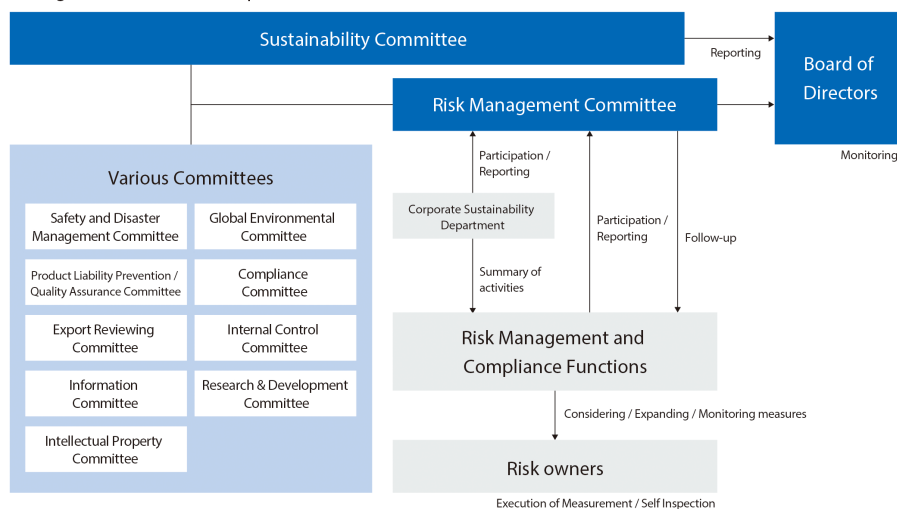 Sustainability Committee
Reporting
Board of
Directors
Risk Management Committee
Monitoring
Various Committees
Safety and Disaster
Management Committee
Global Environmental
Committee
Product Liability Prevention /
Quality Assurance Committee
Compliance
Committee
Export Reviewing
Committee
Internal Control
Committee
Information
Committee
Research & Development
Committee
Intellectual Property
Committee
Participation /
Reporting
Corporate Sustainability
Department
Summary of
activities
Participation /
Reporting
Follow-up
Risk Management and
Compliance Functions
Considering / Expanding / Monitoring measures
Risk owners
Execution of Measurement / Self Inspection